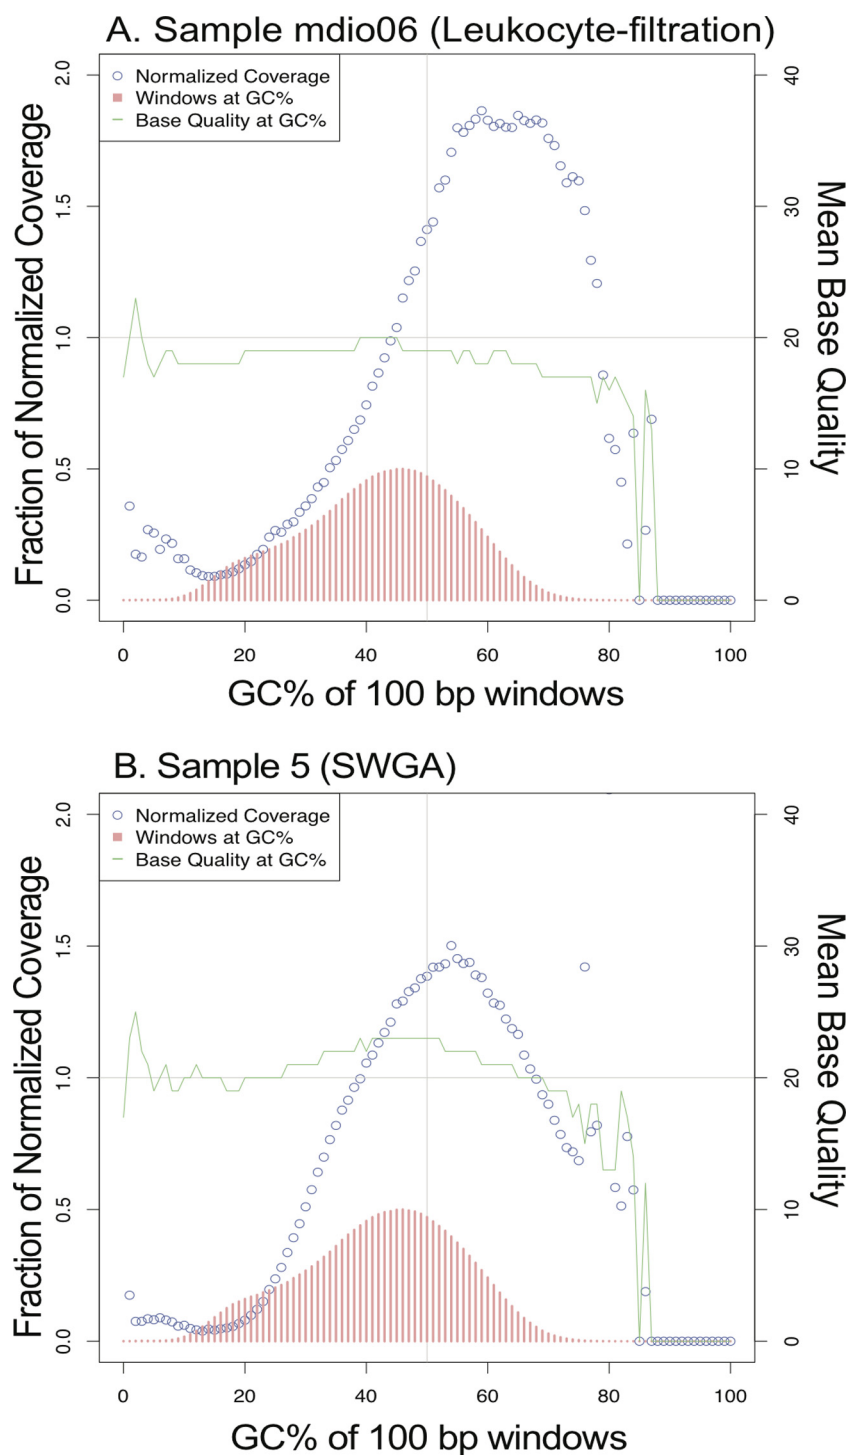 A. Sample mdio06 (Leukocyte-filtration)
Normalized Coverage
Windows at GC%
Base Quality at GC%
Fraction of Normalized Coverage
0.0 0.5 1.0 1.5 2.0
Mean Base Quality
0 10 20 30 40
0 20 40 60 80 100
GC% of 100 bp windows
B. Sample 5 (SWGA)
Normalized Coverage
Windows at GC%
Base Quality at GC%
Fraction of Normalized Coverage
0.0 0.5 1.0 1.5 2.0
Mean Base Quality
0 10 20 30 40
0 20 40 60 80 100
GC% of 100 bp windows